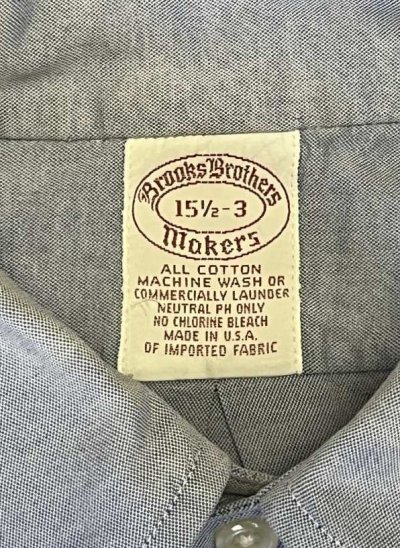 Brooks Brothers
15½-3
Makers
ALL COTTON
MACHINE WASH OR
COMMERCIALLY LAUNDER
NEUTRAL PH ONLY
NO CHLORINE BLEACH
MADE IN U.S.A.
OF IMPORTED FABRIC